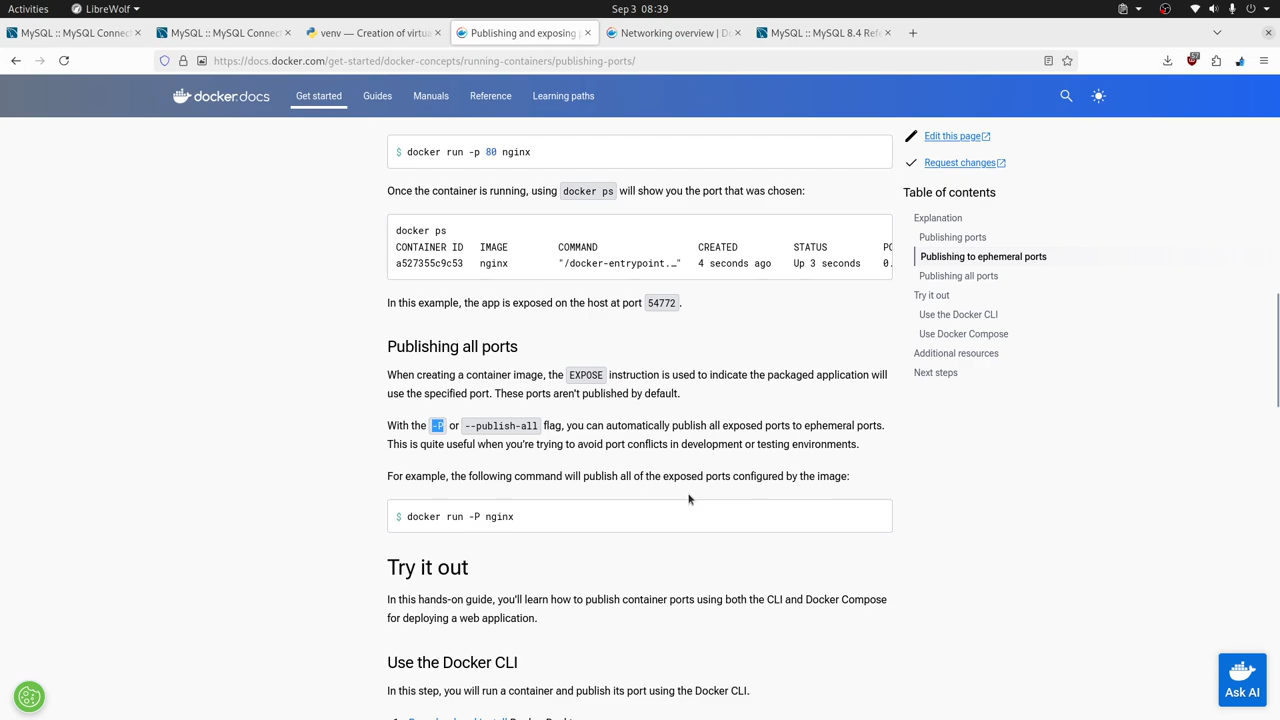 Activities
LibreWolf
Sep 3 08:39
MySQL :: MySQL Connect
MySQL :: MySQL Connect
venv — Creation of virtua
Publishing and exposing
Networking overview | Do
MySQL :: MySQL 8.4 Refe
https://docs.docker.com/get-started/docker-concepts/running-containers/publishing-ports/
57
docker.docs
Get started
Guides
Manuals
Reference
Learning paths
$ docker run -p 80 nginx
Once the container is running, using docker ps will show you the port that was chosen:
docker ps
CONTAINER ID IMAGE COMMAND CREATED STATUS PO
a527355c9c53 nginx "/docker-entrypoint.…" 4 seconds ago Up 3 seconds 0.
In this example, the app is exposed on the host at port 54772.
Publishing all ports
When creating a container image, the EXPOSE instruction is used to indicate the packaged application will
use the specified port. These ports aren't published by default.
With the -P or --publish-all flag, you can automatically publish all exposed ports to ephemeral ports.
This is quite useful when you're trying to avoid port conflicts in development or testing environments.
For example, the following command will publish all of the exposed ports configured by the image:
$ docker run -P nginx
Try it out
In this hands-on guide, you'll learn how to publish container ports using both the CLI and Docker Compose
for deploying a web application.
Use the Docker CLI
In this step, you will run a container and publish its port using the Docker CLI.
Edit this page
Request changes
Table of contents
Explanation
Publishing ports
Publishing to ephemeral ports
Publishing all ports
Try it out
Use the Docker CLI
Use Docker Compose
Additional resources
Next steps
Ask AI